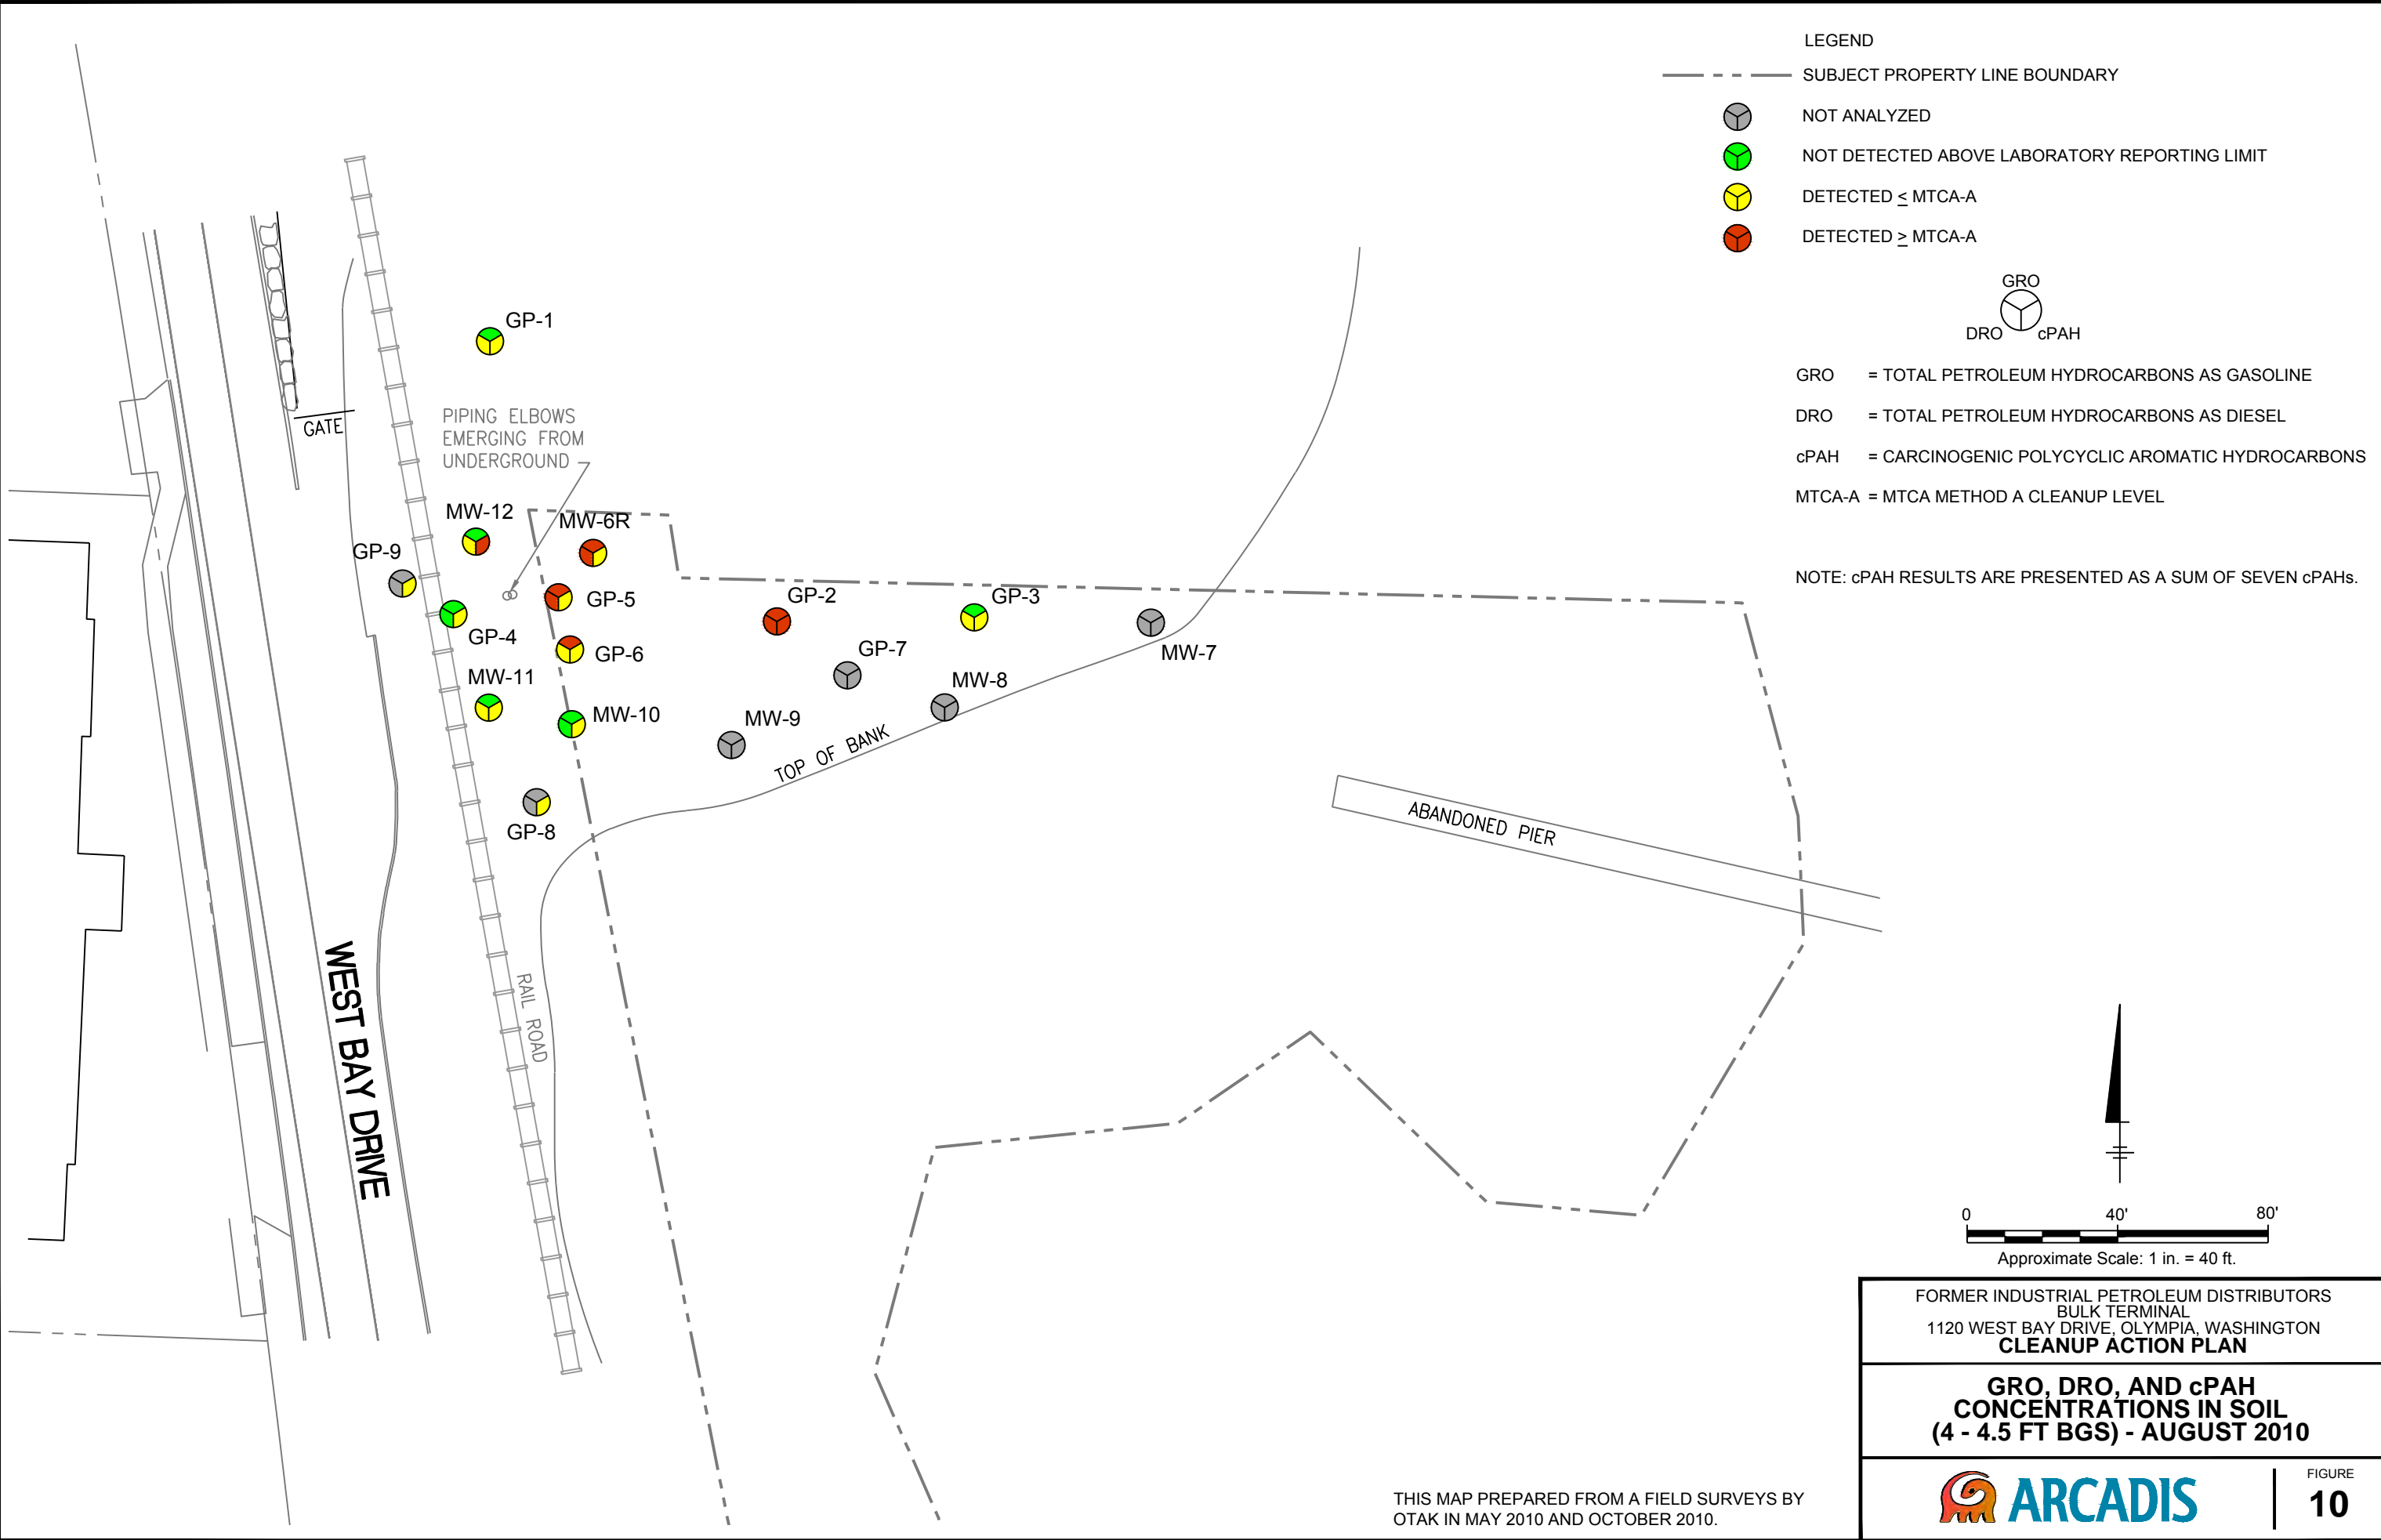 LEGEND
SUBJECT PROPERTY LINE BOUNDARY
NOT ANALYZED
NOT DETECTED ABOVE LABORATORY REPORTING LIMIT
DETECTED ≤ MTCA-A
DETECTED ≥ MTCA-A
GRO
DRO cPAH
GRO = TOTAL PETROLEUM HYDROCARBONS AS GASOLINE
DRO = TOTAL PETROLEUM HYDROCARBONS AS DIESEL
cPAH = CARCINOGENIC POLYCYCLIC AROMATIC HYDROCARBONS
MTCA-A = MTCA METHOD A CLEANUP LEVEL
NOTE: cPAH RESULTS ARE PRESENTED AS A SUM OF SEVEN cPAHs.
GP-1
PIPING ELBOWS
EMERGING FROM
UNDERGROUND
GATE
MW-12
MW-6R
GP-9
GP-5
GP-2
GP-3
GP-4
GP-6
GP-7
MW-7
MW-11
MW-8
MW-10
MW-9
TOP OF BANK
GP-8
ABANDONED PIER
WEST BAY DRIVE
RAIL ROAD
0 40' 80'
Approximate Scale: 1 in. = 40 ft.
FORMER INDUSTRIAL PETROLEUM DISTRIBUTORS
BULK TERMINAL
1120 WEST BAY DRIVE, OLYMPIA, WASHINGTON
CLEANUP ACTION PLAN
GRO, DRO, AND cPAH
CONCENTRATIONS IN SOIL
(4 - 4.5 FT BGS) - AUGUST 2010
ARCADIS
FIGURE
10
THIS MAP PREPARED FROM A FIELD SURVEYS BY
OTAK IN MAY 2010 AND OCTOBER 2010.